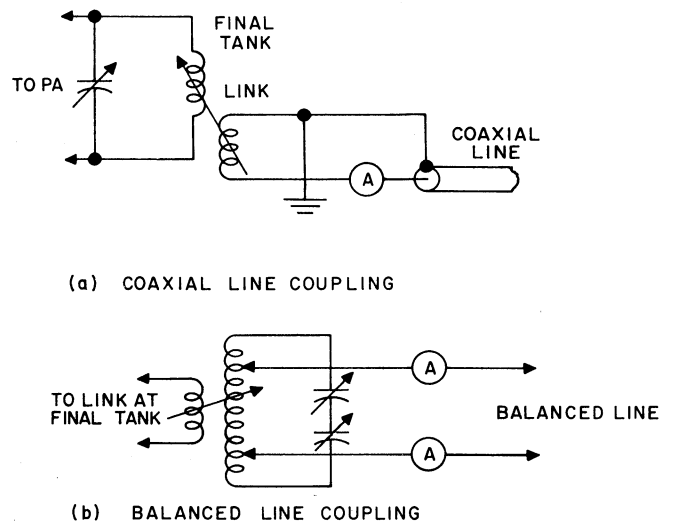 FINAL
TANK
TO PA
LINK
COAXIAL
LINE
A
(a) COAXIAL LINE COUPLING
A
TO LINK AT
FINAL TANK
BALANCED LINE
A
(b) BALANCED LINE COUPLING